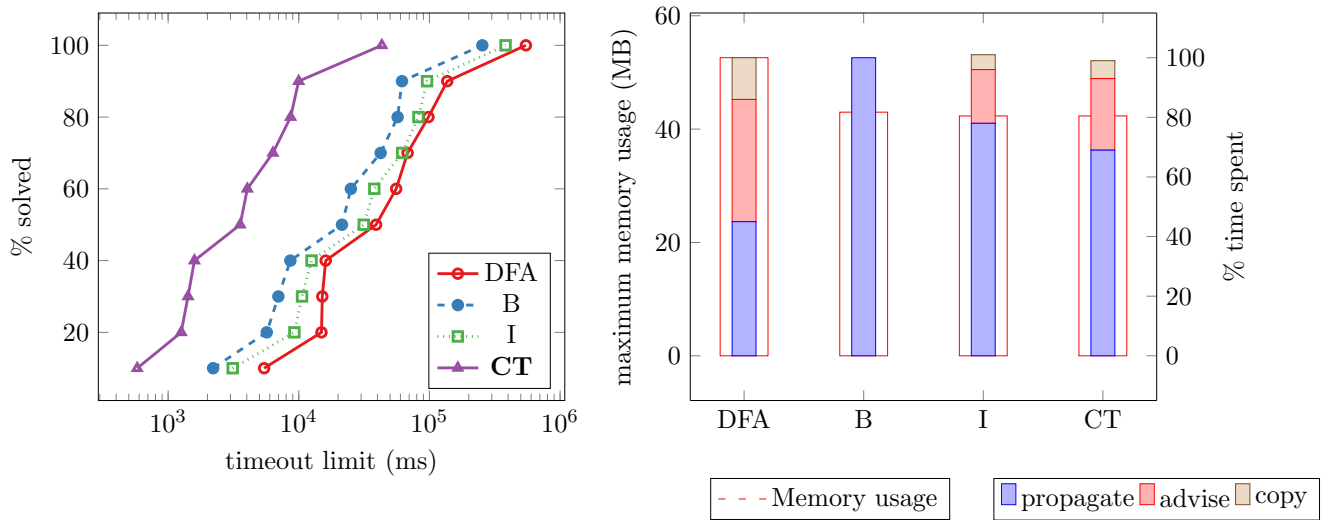 100
80
60
40
20
% solved
10^3
10^4
10^5
10^6
timeout limit (ms)
DFA
B
I
CT
60
40
20
0
maximum memory usage (MB)
100
80
60
40
20
0
% time spent
DFA
B
I
CT
Memory usage
propagate
advise
copy